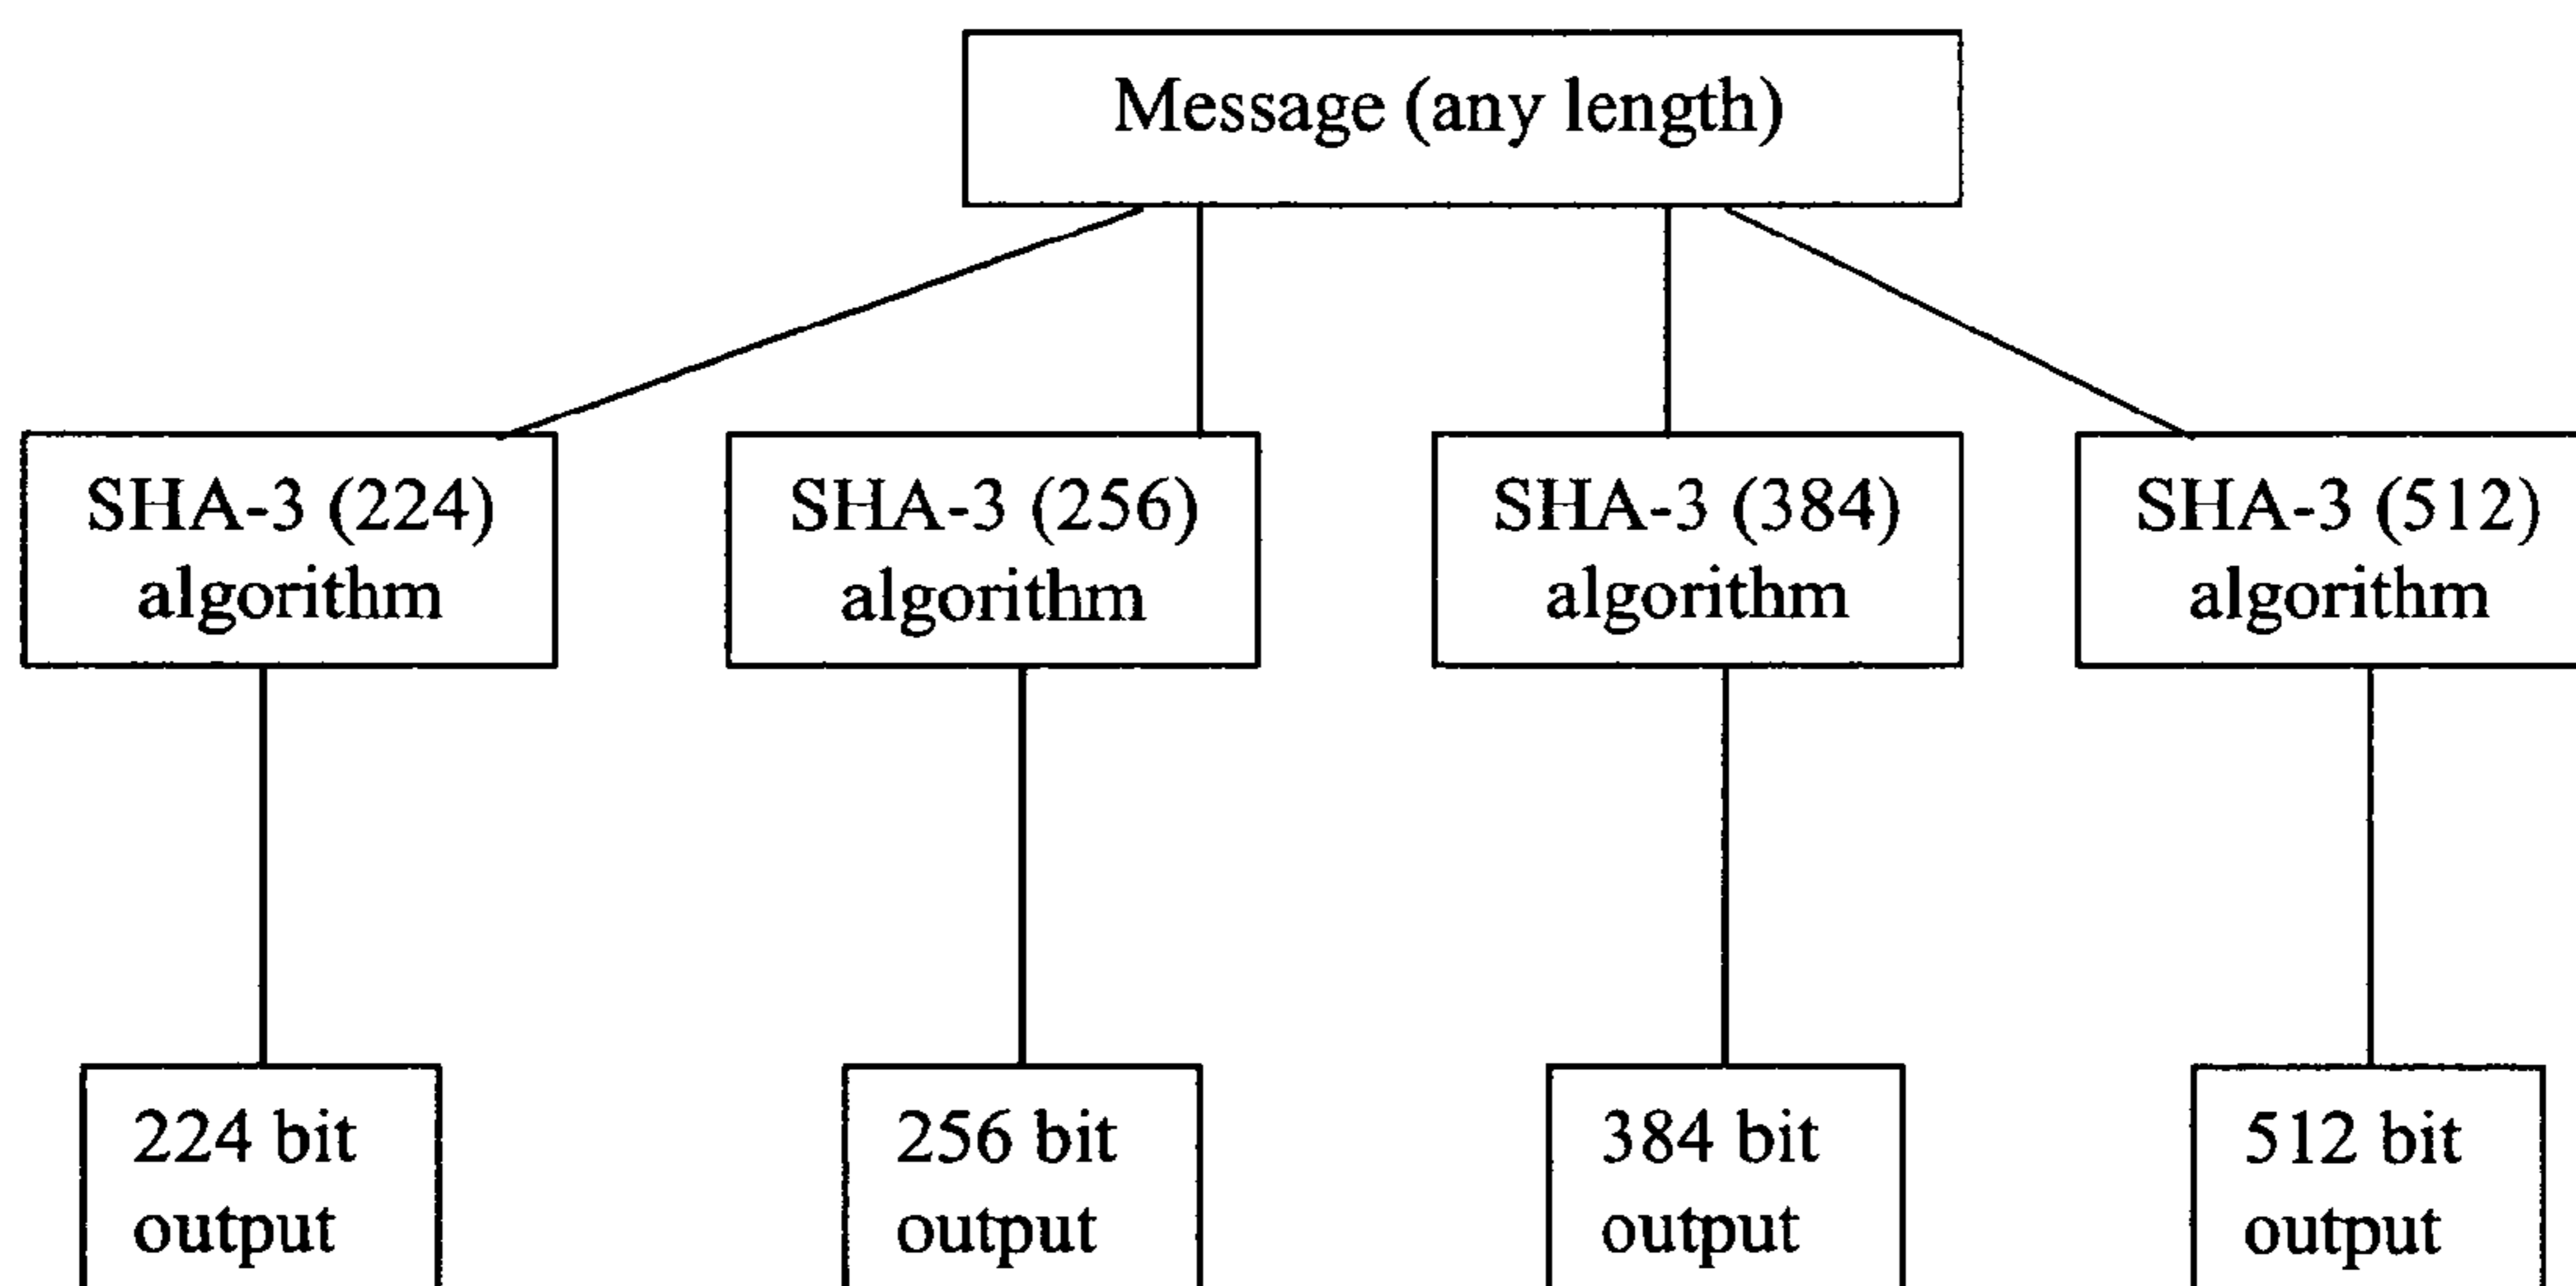 Message (any length)
SHA-3 (224)
algorithm
SHA-3 (256)
algorithm
SHA-3 (384)
algorithm
SHA-3 (512)
algorithm
224 bit
output
256 bit
output
384 bit
output
512 bit
output